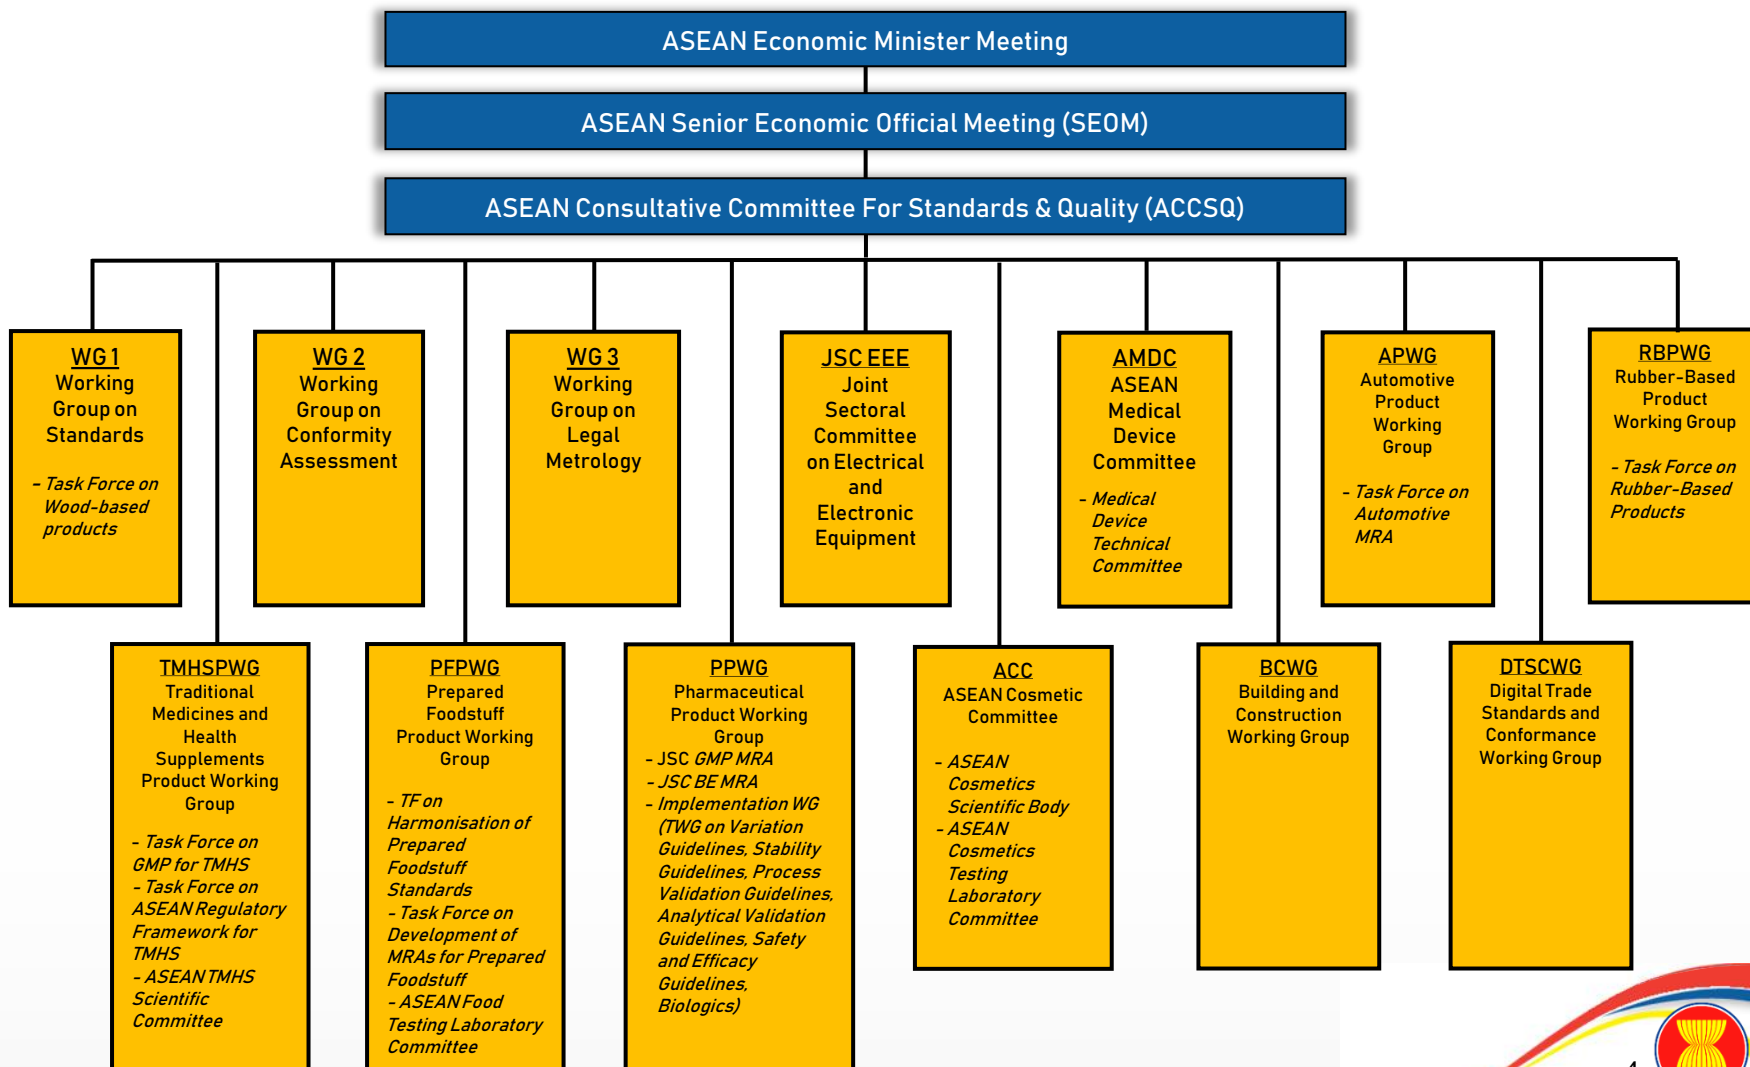 ASEAN Economic Minister Meeting
ASEAN Senior Economic Official Meeting (SEOM)
ASEAN Consultative Committee For Standards & Quality (ACCSQ)
WG 1
Working
Group on
Standards
- Task Force on
Wood-based
products
WG 2
Working
Group on
Conformity
Assessment
WG 3
Working
Group on
Legal
Metrology
JSC EEE
Joint
Sectoral
Committee
on Electrical
and
Electronic
Equipment
AMDC
ASEAN
Medical
Device
Committee
- Medical
Device
Technical
Committee
APWG
Automotive
Product
Working
Group
- Task Force on
Automotive
MRA
RBPWG
Rubber-Based
Product
Working Group
- Task Force on
Rubber-Based
Products
TMHSPWG
Traditional
Medicines and
Health
Supplements
Product Working
Group
- Task Force on
GMP for TMHS
- Task Force on
ASEAN Regulatory
Framework for
TMHS
- ASEAN TMHS
Scientific
Committee
PFPWG
Prepared
Foodstuff
Product Working
Group
- TF on
Harmonisation of
Prepared
Foodstuff
Standards
- Task Force on
Development of
MRAs for Prepared
Foodstuff
- ASEAN Food
Testing Laboratory
Committee
PPWG
Pharmaceutical
Product Working
Group
- JSC GMP MRA
- JSC BE MRA
- Implementation WG
(TWG on Variation
Guidelines, Stability
Guidelines, Process
Validation Guidelines,
Analytical Validation
Guidelines, Safety
and Efficacy
Guidelines,
Biologics)
ACC
ASEAN Cosmetic
Committee
- ASEAN
Cosmetics
Scientific Body
- ASEAN
Cosmetics
Testing
Laboratory
Committee
BCWG
Building and
Construction
Working Group
DTSCWG
Digital Trade
Standards and
Conformance
Working Group